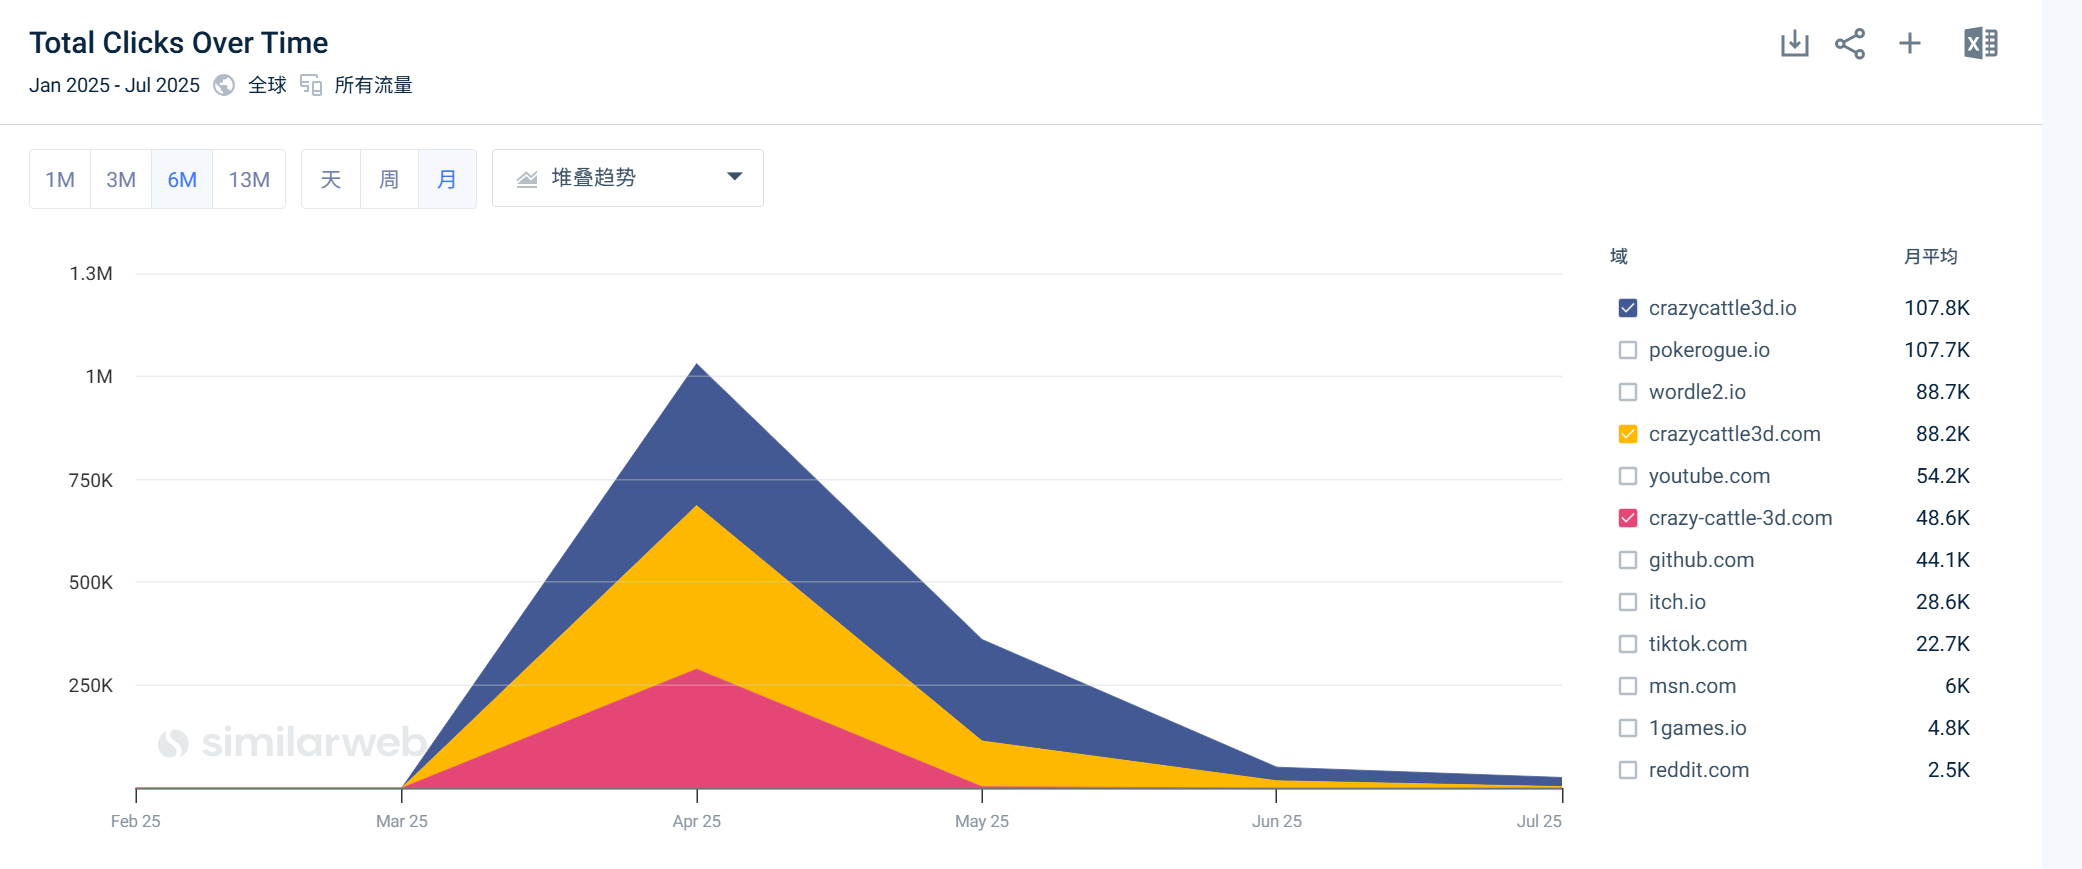 Total Clicks Over Time
Jan 2025 - Jul 2025 全球 所有流量
1M 3M 6M 13M 天 周 月 堆叠趋势
域 月平均
1.3M
1M
750K
500K
250K
similarweb
Feb 25 Mar 25 Apr 25 May 25 Jun 25 Jul 25
crazycattle3d.io 107.8K
pokerogue.io 107.7K
wordle2.io 88.7K
crazycattle3d.com 88.2K
youtube.com 54.2K
crazy-cattle-3d.com 48.6K
github.com 44.1K
itch.io 28.6K
tiktok.com 22.7K
msn.com 6K
1games.io 4.8K
reddit.com 2.5K